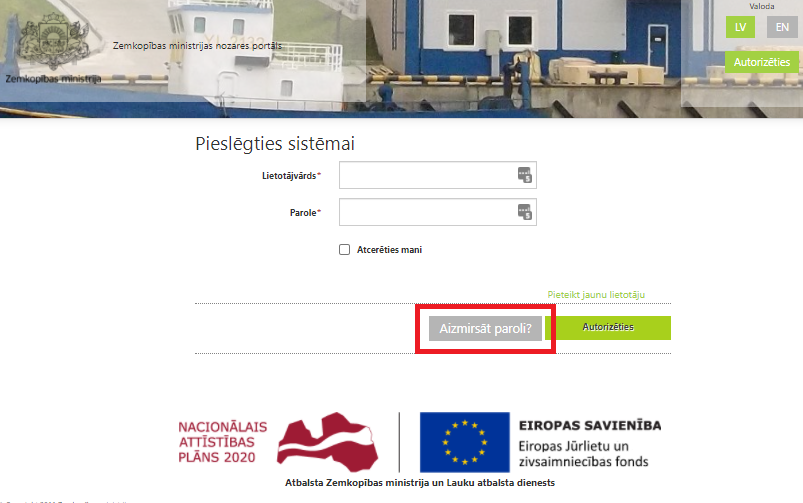 Valoda
LV EN
Zemkopības ministrijas nozares portāls
Autorizēties
Zemkopības ministrija
Pieslēgties sistēmai
Lietotājvārds*
Parole*
Atcerēties mani
Pieteikt jaunu lietotāju
Aizmirsāt paroli? Autorizēties
NACIONĀLAIS
ATTĪSTĪBAS
PLĀNS 2020
EIROPAS SAVIENĪBA
Eiropas Jūrlietu un
zivsaimniecības fonds
Atbalsta Zemkopības ministrija un Lauku atbalsta dienests